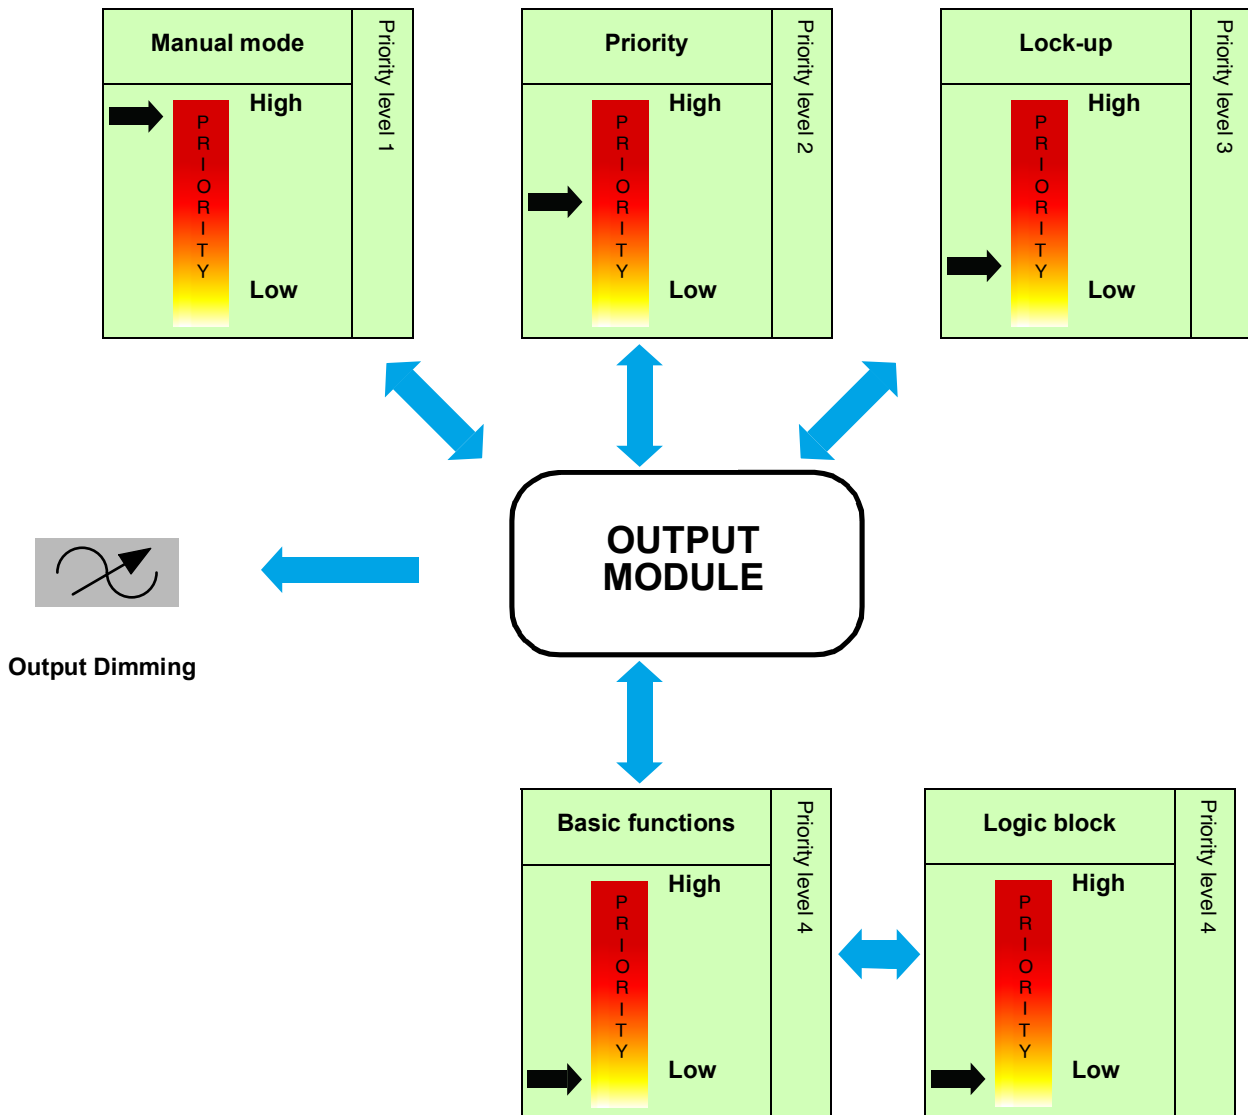 Manual mode
Priority level 1
High
PRIORITY
Low
Priority
Priority level 2
High
PRIORITY
Low
Lock-up
Priority level 3
High
PRIORITY
Low
OUTPUT
MODULE
Output Dimming
Basic functions
Priority level 4
High
PRIORITY
Low
Logic block
Priority level 4
High
PRIORITY
Low